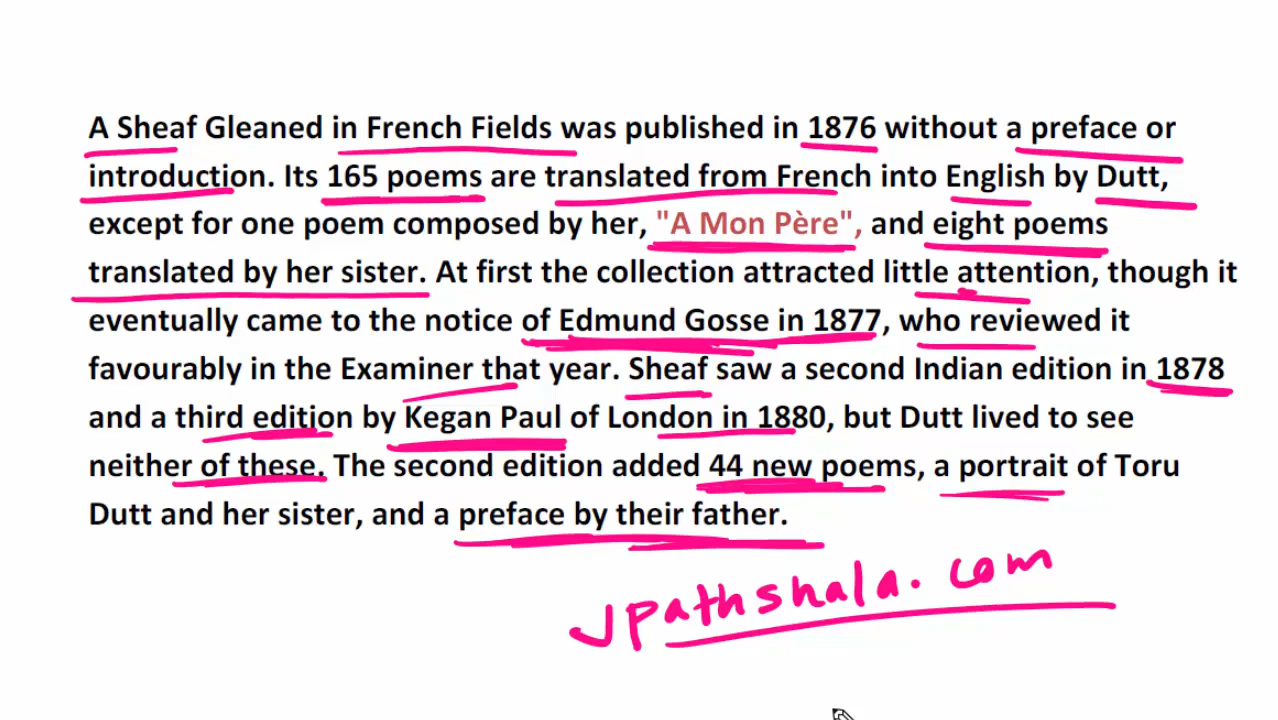 A Sheaf Gleaned in French Fields was published in 1876 without a preface or
introduction. Its 165 poems are translated from French into English by Dutt,
except for one poem composed by her, "A Mon Père", and eight poems
translated by her sister. At first the collection attracted little attention, though it
eventually came to the notice of Edmund Gosse in 1877, who reviewed it
favourably in the Examiner that year. Sheaf saw a second Indian edition in 1878
and a third edition by Kegan Paul of London in 1880, but Dutt lived to see
neither of these. The second edition added 44 new poems, a portrait of Toru
Dutt and her sister, and a preface by their father.
Jpathshala.com